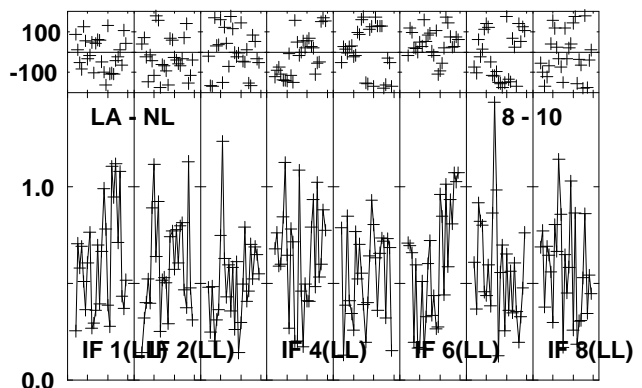 100
-100
LA - NL 8 - 10
1.0
IF 1(LL) IF 2(LL) IF 4(LL) IF 6(LL) IF 8(LL)
0.0